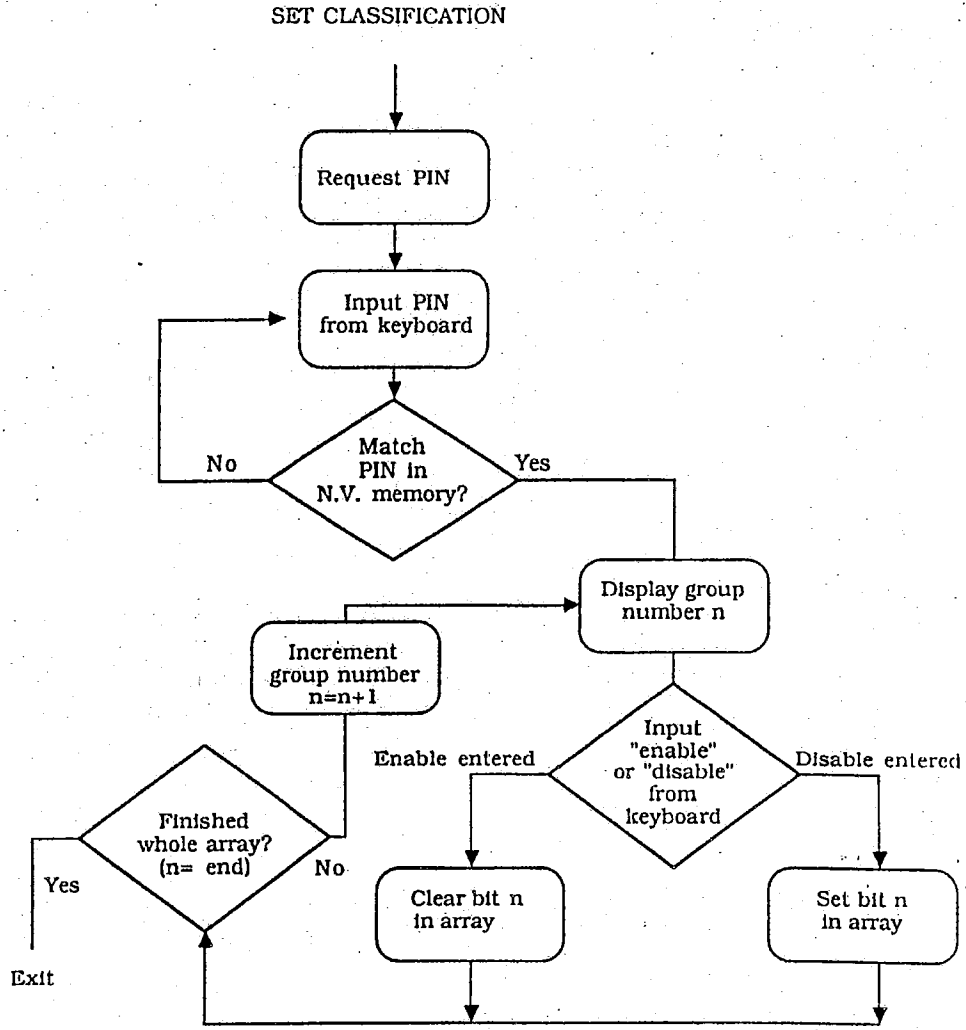 SET CLASSIFICATION
Request PIN
Input PIN
from keyboard
Match
PIN in
N.V. memory?
No
Yes
Display group
number n
Increment
group number
n=n+1
Input
"enable"
or "disable"
from
keyboard
Enable entered
Disable entered
Finished
whole array?
(n= end)
No
Yes
Clear bit n
in array
Set bit n
in array
Exit